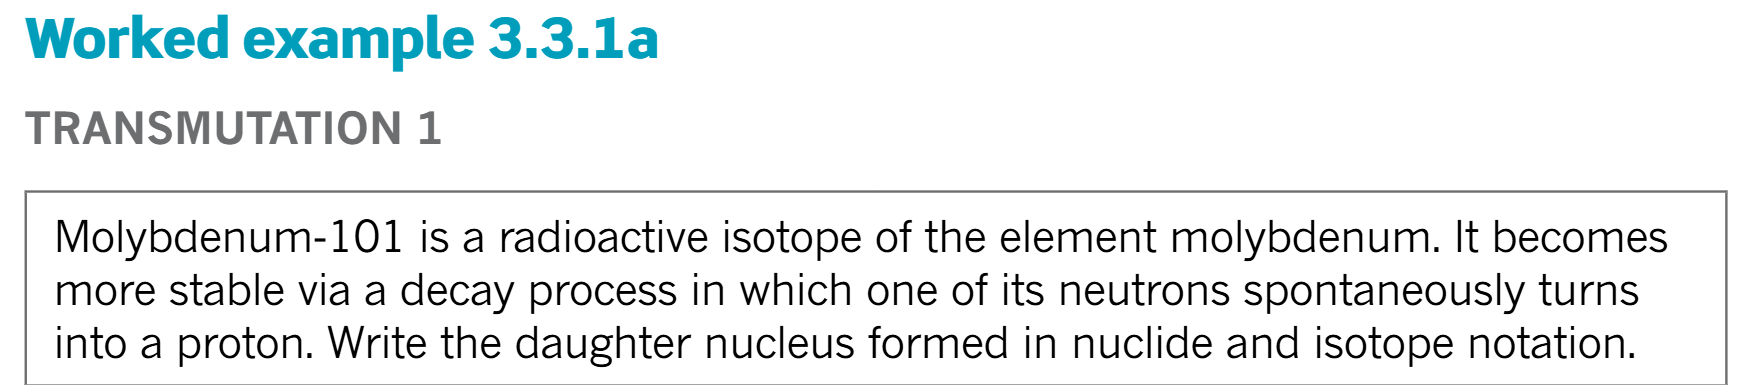 Worked example 3.3.1a
TRANSMUTATION 1
Molybdenum-101 is a radioactive isotope of the element molybdenum. It becomes
more stable via a decay process in which one of its neutrons spontaneously turns
into a proton. Write the daughter nucleus formed in nuclide and isotope notation.